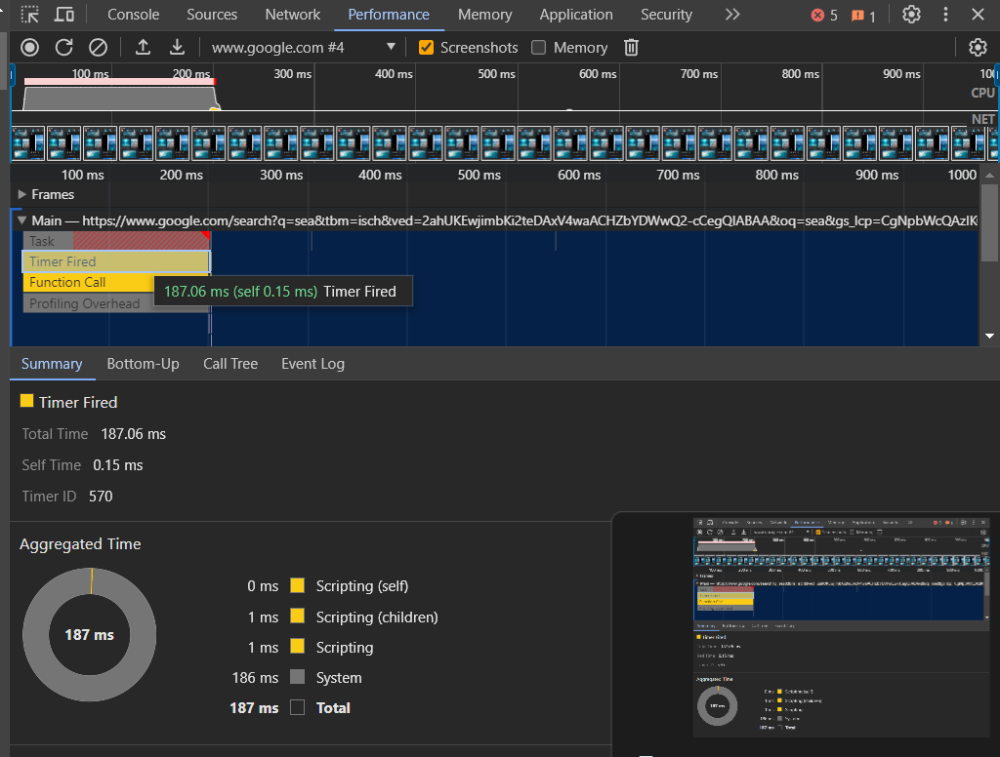 Console Sources Network Performance Memory Application Security 5 1
www.google.com #4 Screenshots Memory
100 ms 200 ms 300 ms 400 ms 500 ms 600 ms 700 ms 800 ms 900 ms
CPU
NET
100 ms 200 ms 300 ms 400 ms 500 ms 600 ms 700 ms 800 ms 900 ms 1000
Frames
Main — https://www.google.com/search?q=sea&tbm=isch&ved=2ahUKEwjimbKi2teDAxV4waACHZbYDWwQ2-cCegQIABAA&oq=sea&gs_lcp=CgNpbWcQAzIK
Task
Timer Fired
Function Call
187.06 ms (self 0.15 ms) Timer Fired
Profiling Overhead
Summary Bottom-Up Call Tree Event Log
Timer Fired
Total Time 187.06 ms
Self Time 0.15 ms
Timer ID 570
Aggregated Time
187 ms
0 ms Scripting (self)
1 ms Scripting (children)
1 ms Scripting
186 ms System
187 ms Total